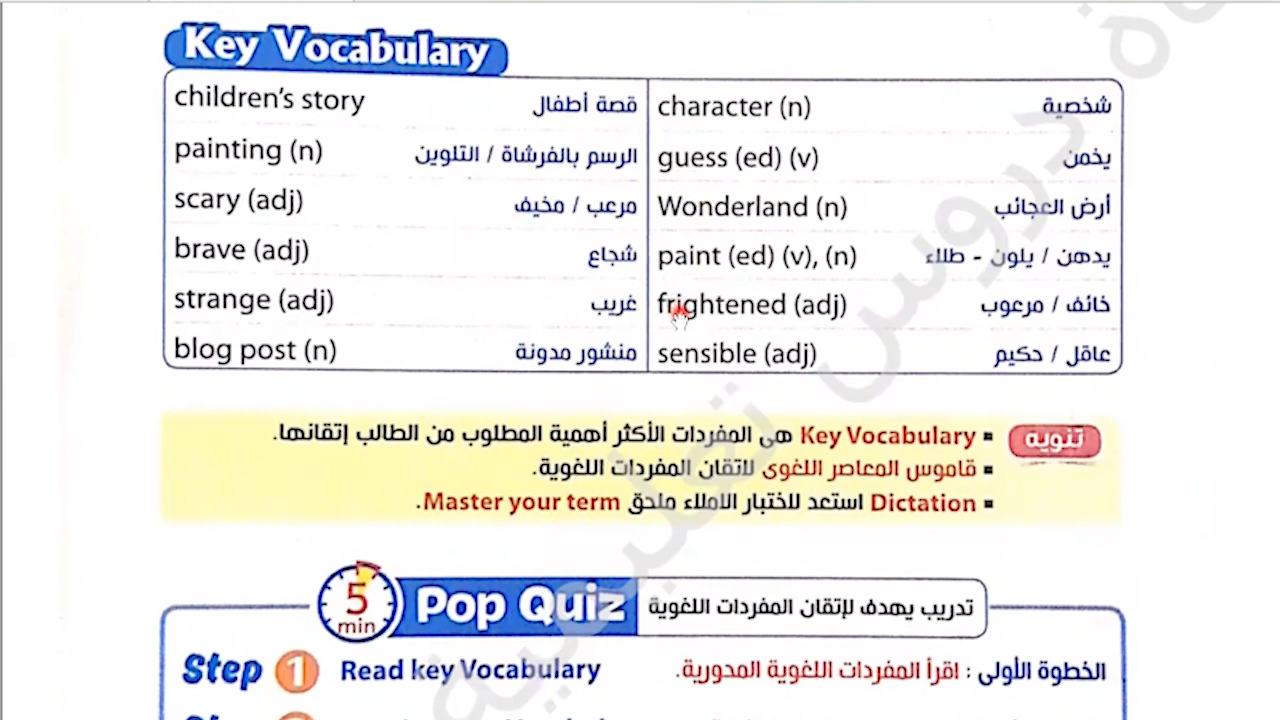 Key Vocabulary
children's story قصة أطفال
character (n) شخصية
painting (n) الرسم بالفرشاة / التلوين
guess (ed) (v) يخمن
scary (adj) مرعب / مخيف
Wonderland (n) أرض العجائب
brave (adj) شجاع
paint (ed) (v), (n) يدهن / يلون - طلاء
strange (adj) غريب
frightened (adj) خائف / مرعوب
blog post (n) منشور مدونة
sensible (adj) عاقل / حكيم
تنويه
▪ Key Vocabulary هى المفردات الأكثر أهمية المطلوب من الطالب إتقانها.
▪ قاموس المعاصر اللغوى لاتقان المفردات اللغوية.
▪ Dictation استعد للاختبار الاملاء ملحق Master your term.
5 min
Pop Quiz تدريب يهدف لإتقان المفردات اللغوية
Step 1 Read key Vocabulary الخطوة الأولى : اقرأ المفردات اللغوية المحورية.
دروس تعليمية